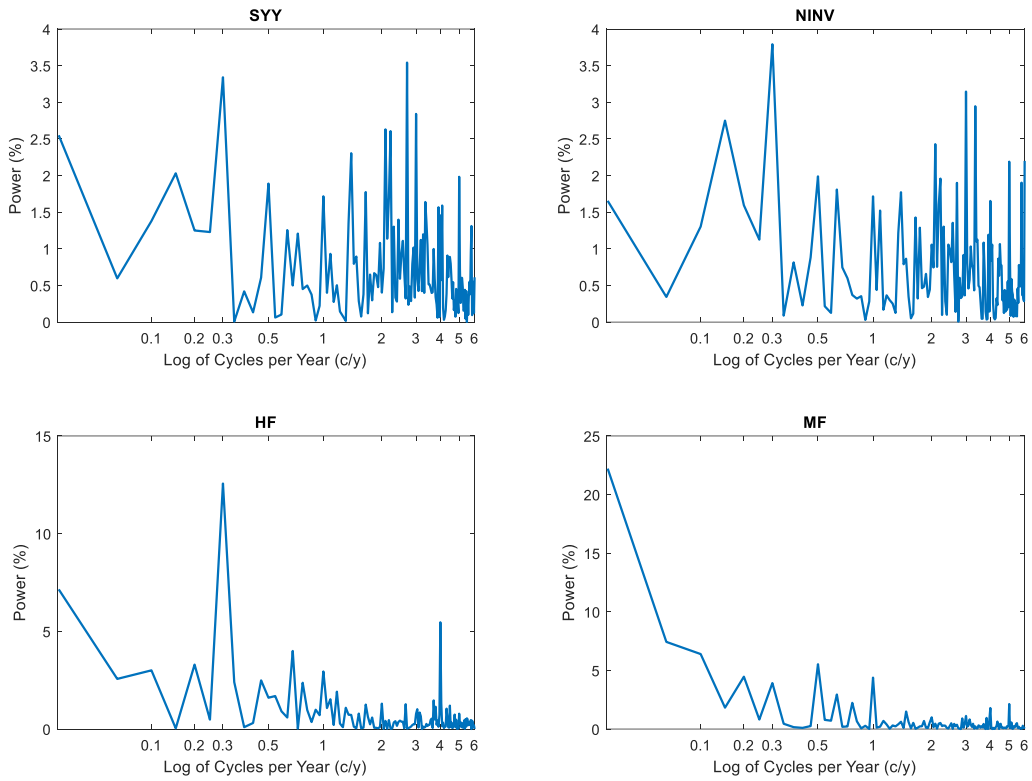 SYY
4
3.5
3
2.5
2
1.5
1
0.5
0
Power (%)
0.1 0.2 0.3 0.5 1 2 3 4 5 6
Log of Cycles per Year (c/y)
NINV
4
3.5
3
2.5
2
1.5
1
0.5
0
Power (%)
0.1 0.2 0.3 0.5 1 2 3 4 5 6
Log of Cycles per Year (c/y)
HF
15
10
5
0
Power (%)
0.1 0.2 0.3 0.5 1 2 3 4 5 6
Log of Cycles per Year (c/y)
MF
25
20
15
10
5
0
Power (%)
0.1 0.2 0.3 0.5 1 2 3 4 5 6
Log of Cycles per Year (c/y)